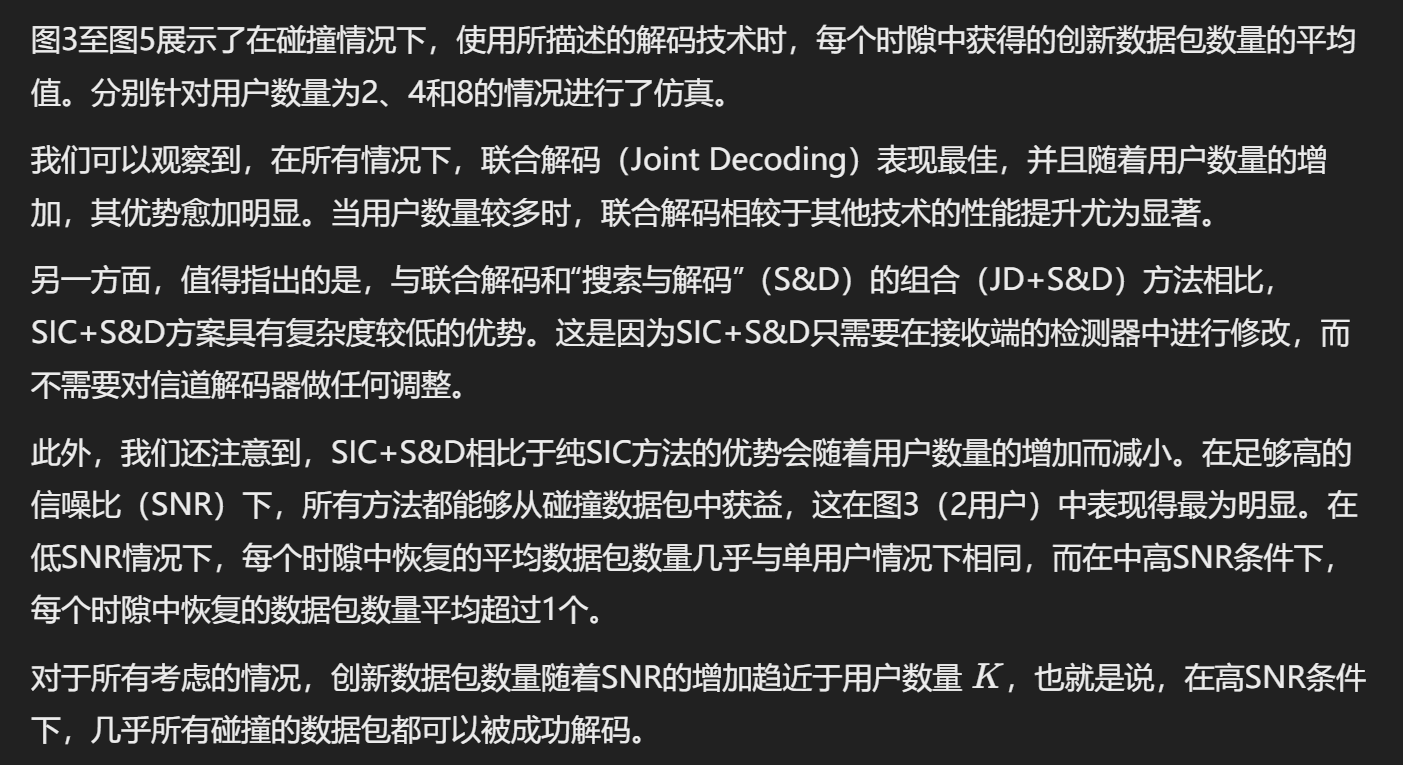 图3至图5展示了在碰撞情况下，使用所描述的解码技术时，每个时隙中获得的创新数据包数量的平均
值。分别针对用户数量为2、4和8的情况进行了仿真。
我们可以观察到，在所有情况下，联合解码（Joint Decoding）表现最佳，并且随着用户数量的增
加，其优势愈加明显。当用户数量较多时，联合解码相较于其他技术的性能提升尤为显著。
另一方面，值得指出的是，与联合解码和“搜索与解码”（S&D）的组合（JD+S&D）方法相比，
SIC+S&D方案具有复杂度较低的优势。这是因为SIC+S&D只需要在接收端的检测器中进行修改，而
不需要对信道解码器做任何调整。
此外，我们还注意到，SIC+S&D相比于纯SIC方法的优势会随着用户数量的增加而减小。在足够高的
信噪比（SNR）下，所有方法都能够从碰撞数据包中获益，这在图3（2用户）中表现得最为明显。在
低SNR情况下，每个时隙中恢复的平均数据包数量几乎与单用户情况下相同，而在中高SNR条件下，
每个时隙中恢复的数据包数量平均超过1个。
对于所有考虑的情况，创新数据包数量随着SNR的增加趋近于用户数量 K，也就是说，在高SNR条件
下，几乎所有碰撞的数据包都可以被成功解码。